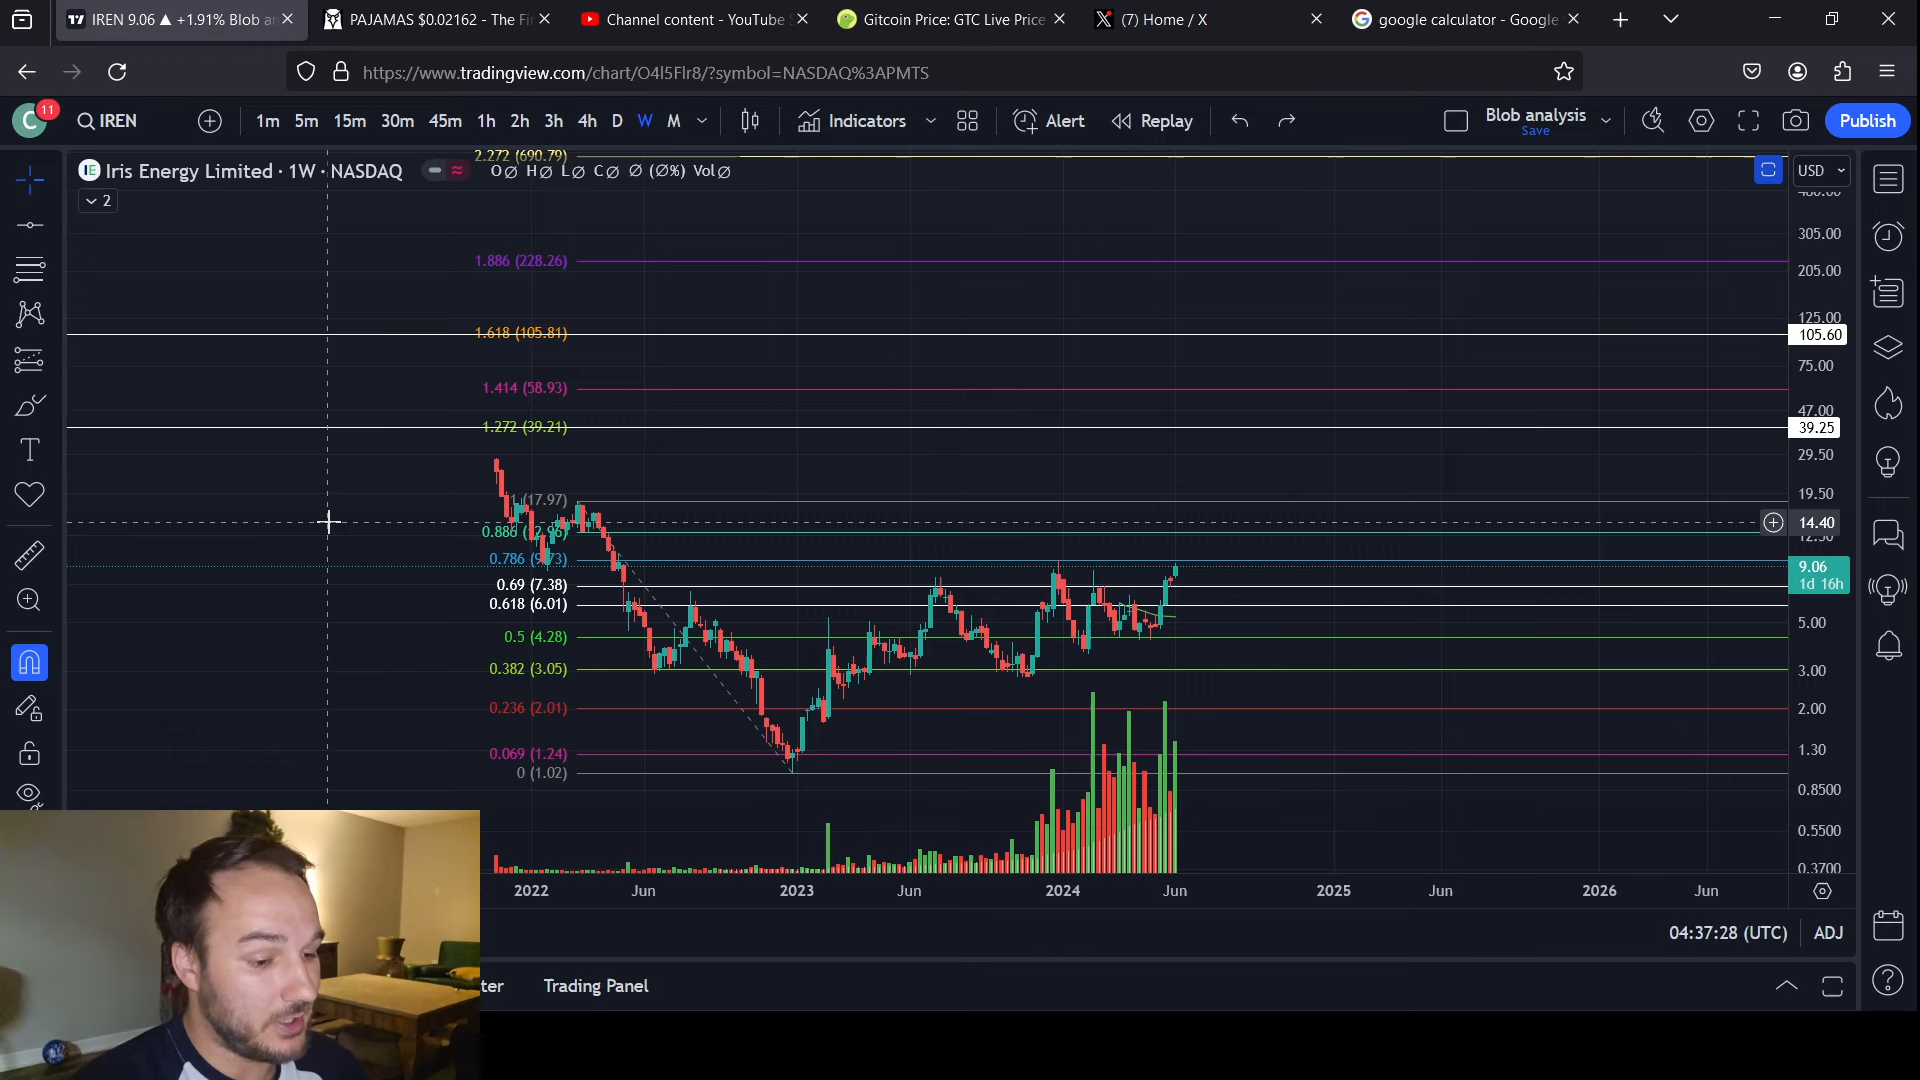 IREN 9.06 ▲ +1.91% Blob an
PAJAMAS $0.02162 - The Fi
Channel content - YouTube S
Gitcoin Price: GTC Live Price
(7) Home / X
google calculator - Google
https://www.tradingview.com/chart/O4l5Flr8/?symbol=NASDAQ%3APMTS
C
11
IREN
1m 5m 15m 30m 45m 1h 2h 3h 4h D W M
Indicators
Alert
Replay
Blob analysis
Save
Publish
Iris Energy Limited · 1W · NASDAQ
O∅ H∅ L∅ C∅ ∅ (∅%) Vol∅
2
USD
2.272 (690.79)
480.00
305.00
1.886 (228.26)
205.00
125.00
1.618 (105.81)
105.60
75.00
1.414 (58.93)
47.00
1.272 (39.21)
39.25
29.50
19.50
1 (17.97)
14.40
0.886 (12.96)
12.50
0.786 (9.73)
9.06
1d 16h
0.69 (7.38)
0.618 (6.01)
5.00
0.5 (4.28)
0.382 (3.05)
3.00
0.236 (2.01)
2.00
0.069 (1.24)
1.30
0 (1.02)
0.8500
0.5500
0.3700
2022 Jun 2023 Jun 2024 Jun 2025 Jun 2026 Jun
04:37:28 (UTC)
ADJ
ter
Trading Panel